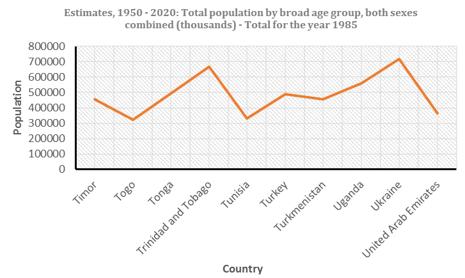 Estimates, 1950 - 2020: Total population by broad age group, both sexes
combined (thousands) - Total for the year 1985
Population
800000
700000
600000
500000
400000
300000
200000
100000
0
Timor
Togo
Tonga
Trinidad and Tobago
Tunisia
Turkey
Turkmenistan
Uganda
Ukraine
United Arab Emirates
Country